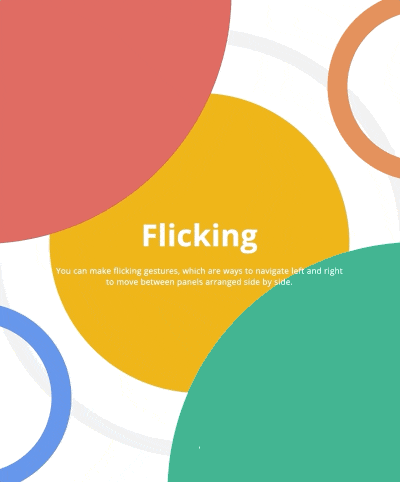 Flicking
You can make flicking gestures, which are ways to navigate left and right
to move between panels arranged side by side.